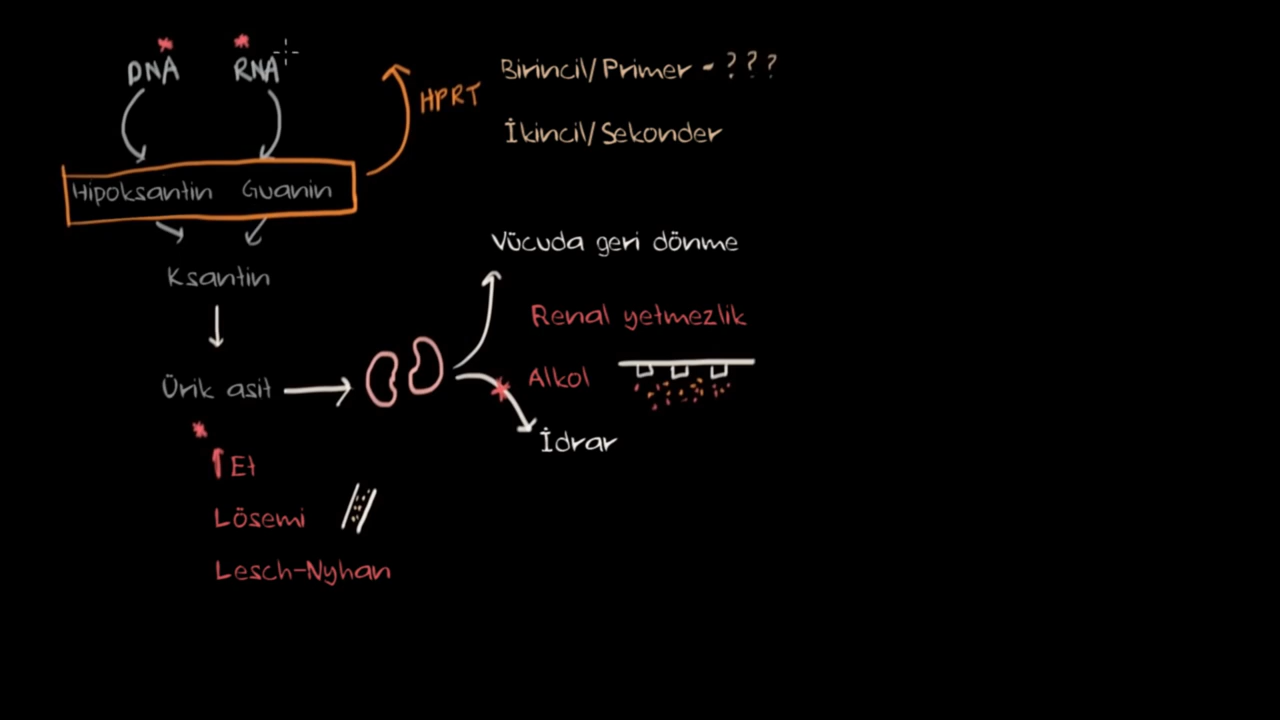 DNA RNA
HPRT
Birincil/Primer - ???
İkincil/Sekonder
Hipoksantin Guanin
Ksantin
Ürik asit
Vücuda geri dönme
Renal yetmezlik
Alkol
İdrar
Et
Lösemi
Lesch-Nyhan